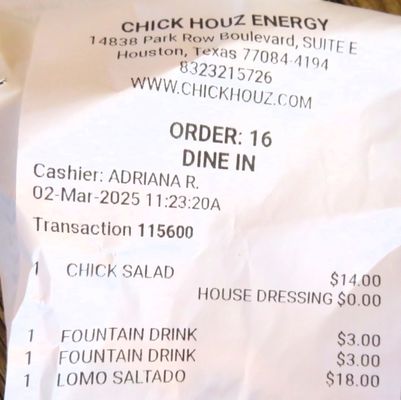 CHICK HOUZ ENERGY
14838 Park Row Boulevard, SUITE E
Houston, Texas 77084-4194
8323215726
WWW.CHICKHOUZ.COM
ORDER: 16
DINE IN
Cashier: ADRIANA R.
02-Mar-2025 11:23:20A
Transaction 115600
1 CHICK SALAD $14.00
HOUSE DRESSING $0.00
1 FOUNTAIN DRINK $3.00
1 FOUNTAIN DRINK $3.00
1 LOMO SALTADO $18.00